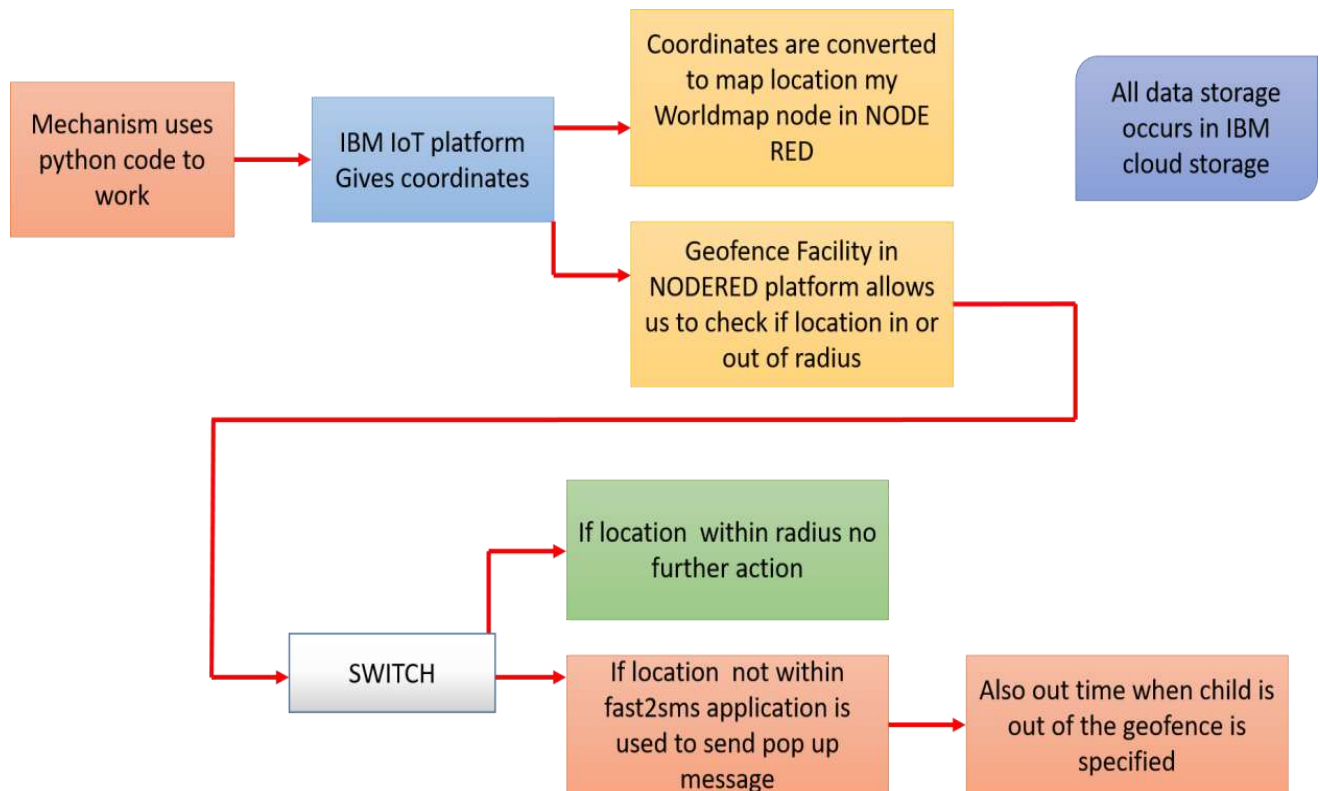 Mechanism uses
python code to
work
IBM IoT platform
Gives coordinates
Coordinates are converted
to map location my
Worldmap node in NODE
RED
All data storage
occurs in IBM
cloud storage
Geofence Facility in
NODERED platform allows
us to check if location in or
out of radius
If location within radius no
further action
SWITCH
If location not within
fast2sms application is
used to send pop up
message
Also out time when child is
out of the geofence is
specified